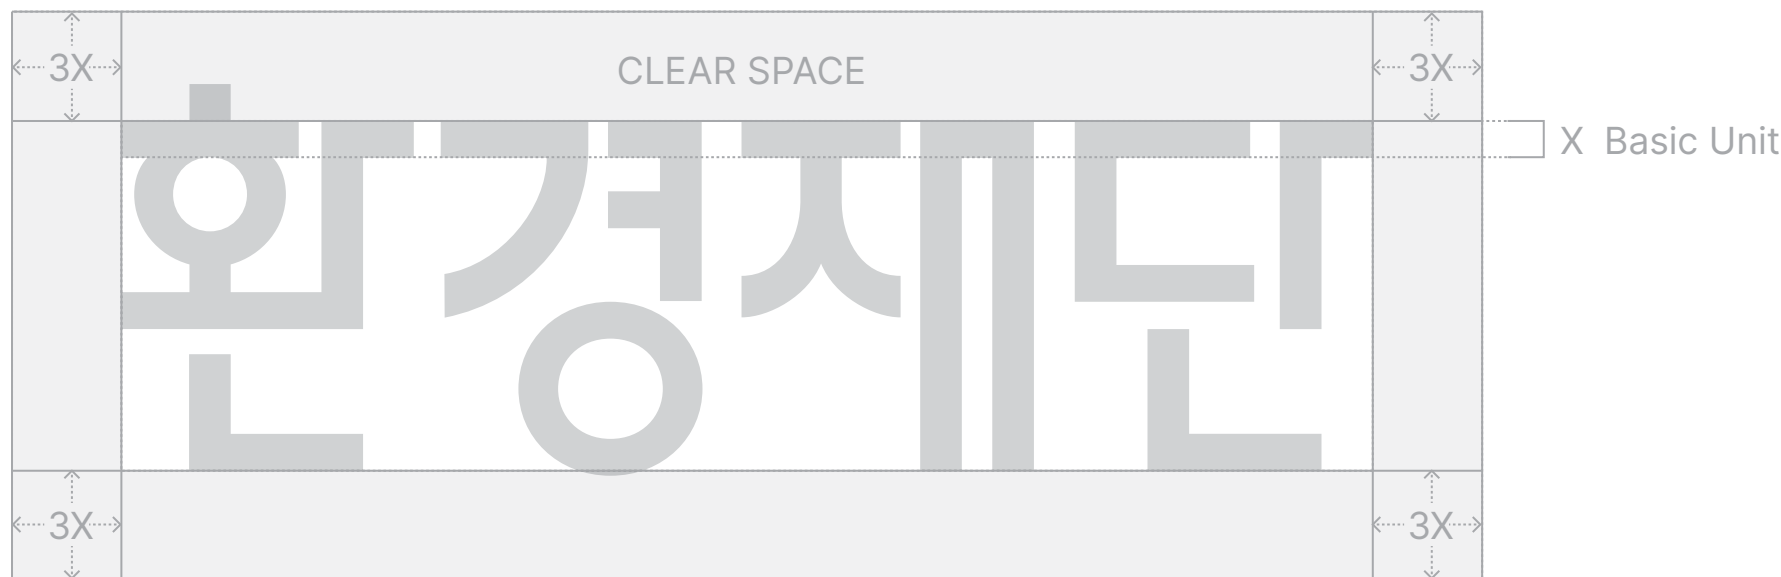 3X CLEAR SPACE 3X
X Basic Unit
환경재단
3X 3X